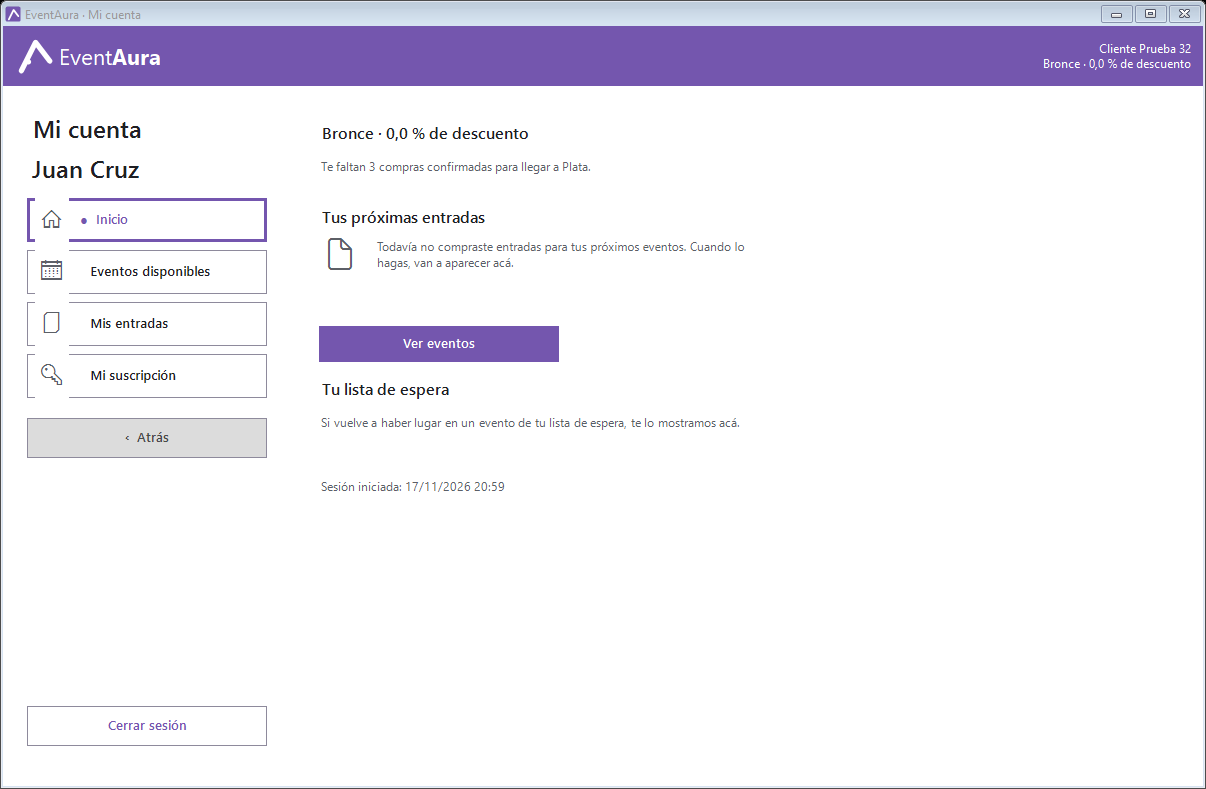 EventAura · Mi cuenta
EventAura
Cliente Prueba 32
Bronce · 0,0 % de descuento
Mi cuenta
Juan Cruz
● Inicio
Eventos disponibles
Mis entradas
Mi suscripción
‹ Atrás
Cerrar sesión
Bronce · 0,0 % de descuento
Te faltan 3 compras confirmadas para llegar a Plata.
Tus próximas entradas
Todavía no compraste entradas para tus próximos eventos. Cuando lo
hagas, van a aparecer acá.
Ver eventos
Tu lista de espera
Si vuelve a haber lugar en un evento de tu lista de espera, te lo mostramos acá.
Sesión iniciada: 17/11/2026 20:59